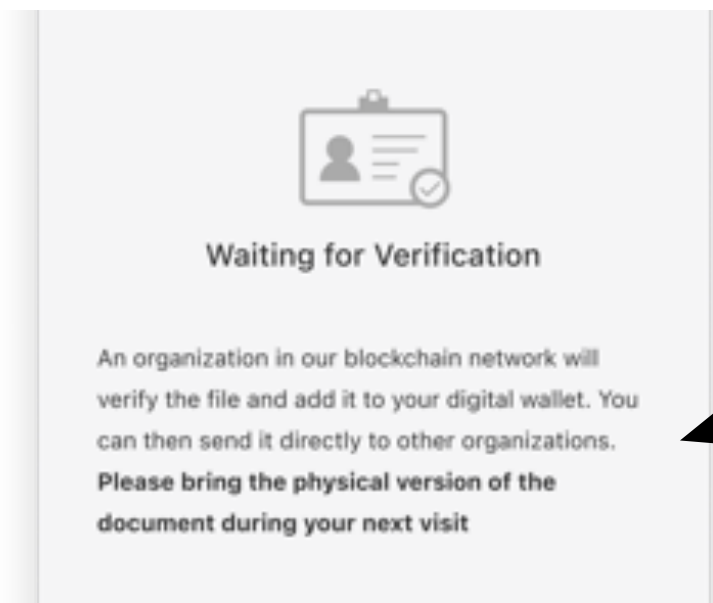 Waiting for Verification
An organization in our blockchain network will
verify the file and add it to your digital wallet. You
can then send it directly to other organizations.
Please bring the physical version of the
document during your next visit